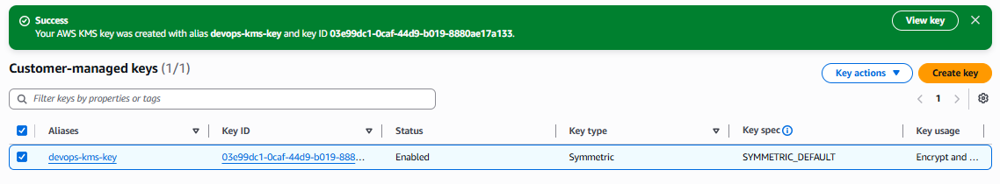 Success
View key
Your AWS KMS key was created with alias devops-kms-key and key ID 03e99dc1-0caf-44d9-b019-8880ae17a133.
Customer-managed keys (1/1)
Key actions
Create key
Filter keys by properties or tags
1
Aliases Key ID Status Key type Key spec Key usage
devops-kms-key 03e99dc1-0caf-44d9-b019-888... Enabled Symmetric SYMMETRIC_DEFAULT Encrypt and ...